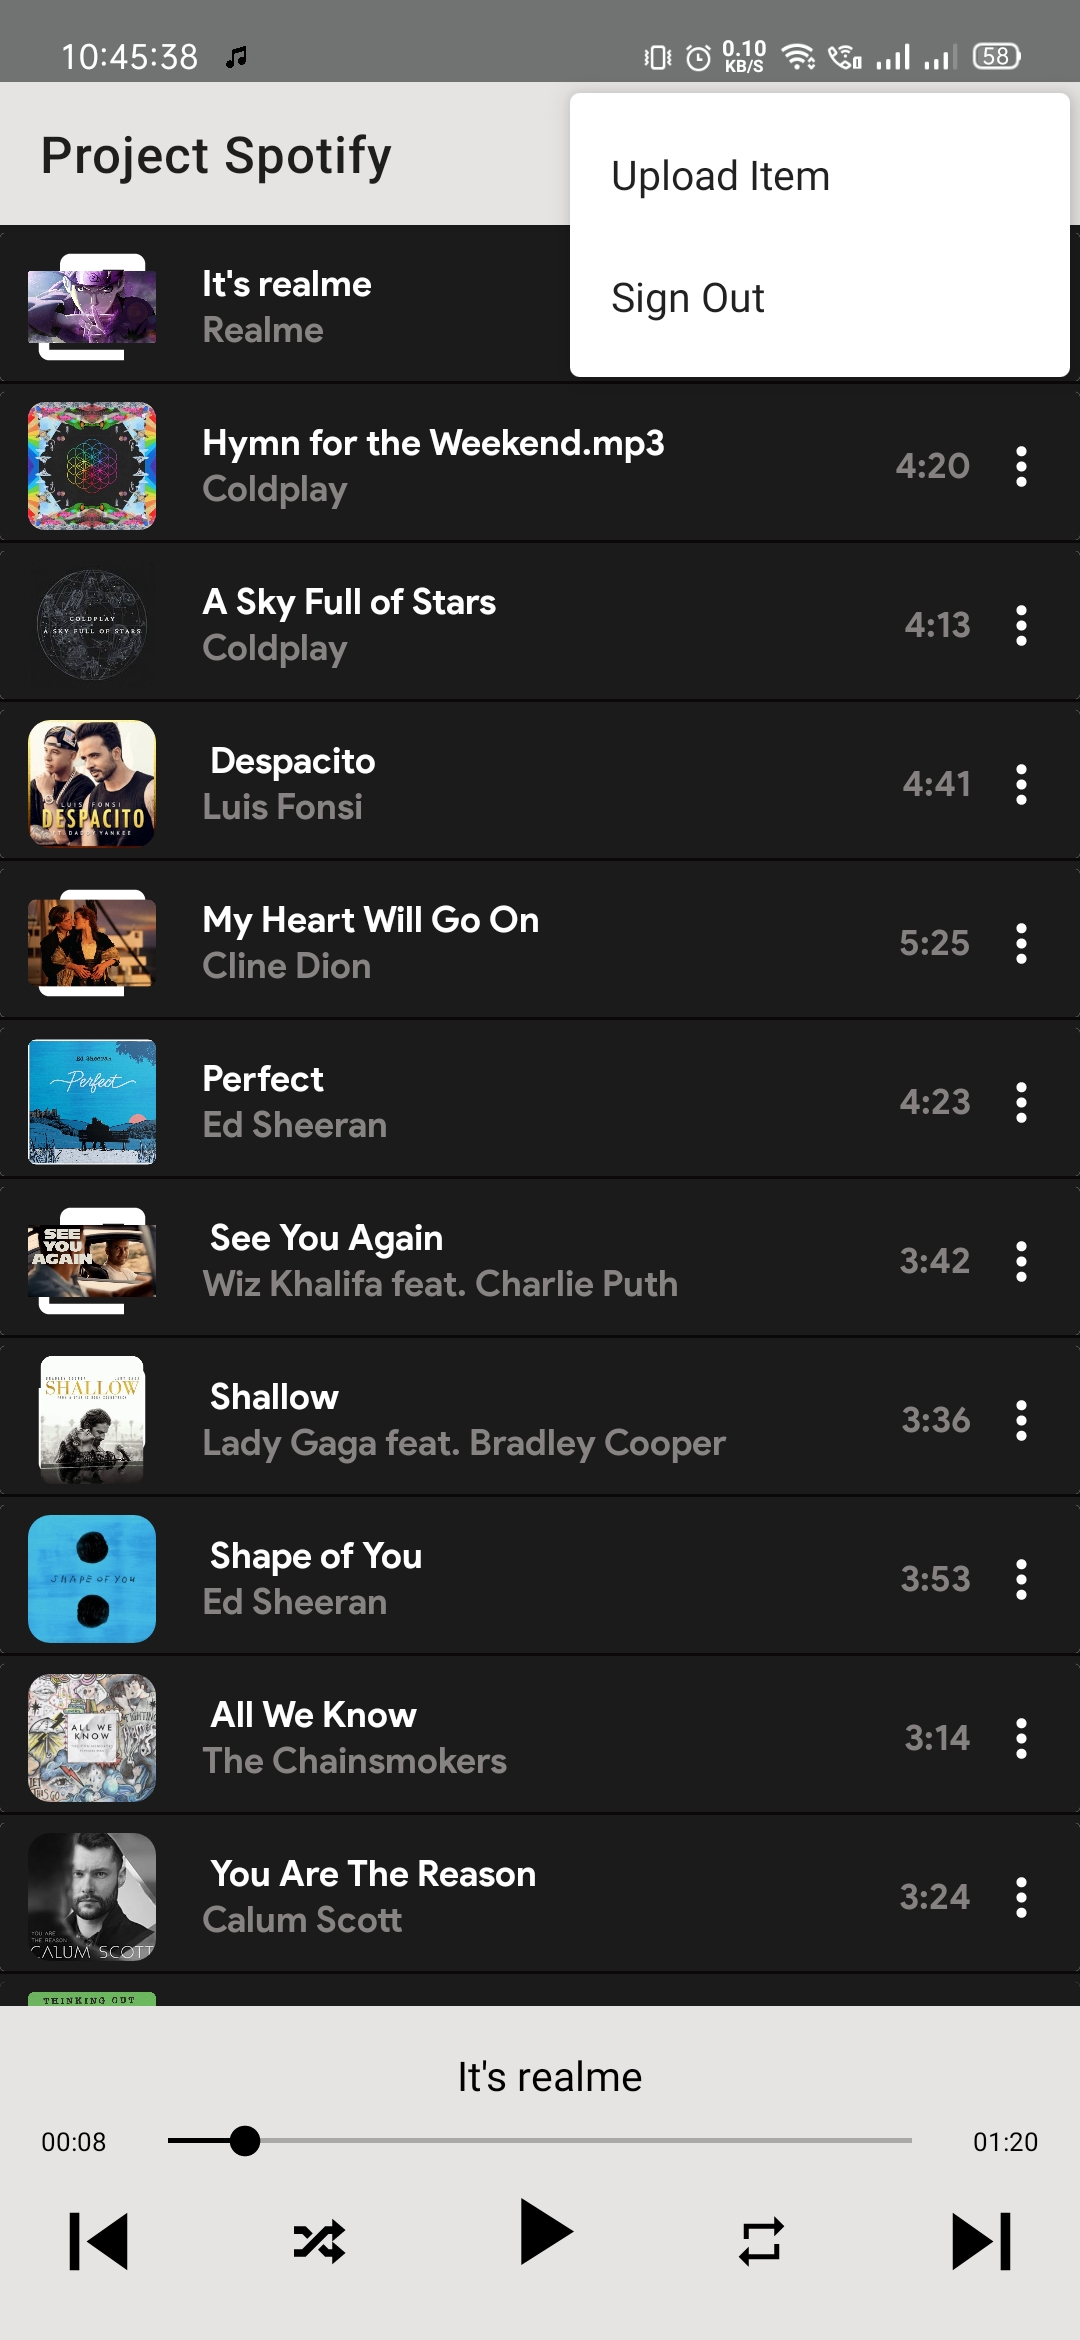 10:45:38
0.10
KB/S
58
Project Spotify
Upload Item
Sign Out
It's realme
Realme
Hymn for the Weekend.mp3
Coldplay
4:20
COLDPLAY
A SKY FULL OF STARS
A Sky Full of Stars
Coldplay
4:13
LUIS FONSI
DESPACITO
FT. DADDY YANKEE
Despacito
Luis Fonsi
4:41
My Heart Will Go On
Cline Dion
5:25
Ed Sheeran
Perfect
Perfect
Ed Sheeran
4:23
SEE
YOU
AGAIN
See You Again
Wiz Khalifa feat. Charlie Puth
3:42
SHALLOW
Shallow
Lady Gaga feat. Bradley Cooper
3:36
SHAPE OF YOU
Shape of You
Ed Sheeran
3:53
ALL WE
KNOW
All We Know
The Chainsmokers
3:14
YOU ARE
THE REASON
CALUM SCOTT
You Are The Reason
Calum Scott
3:24
THINKING OUT
It's realme
00:08
01:20